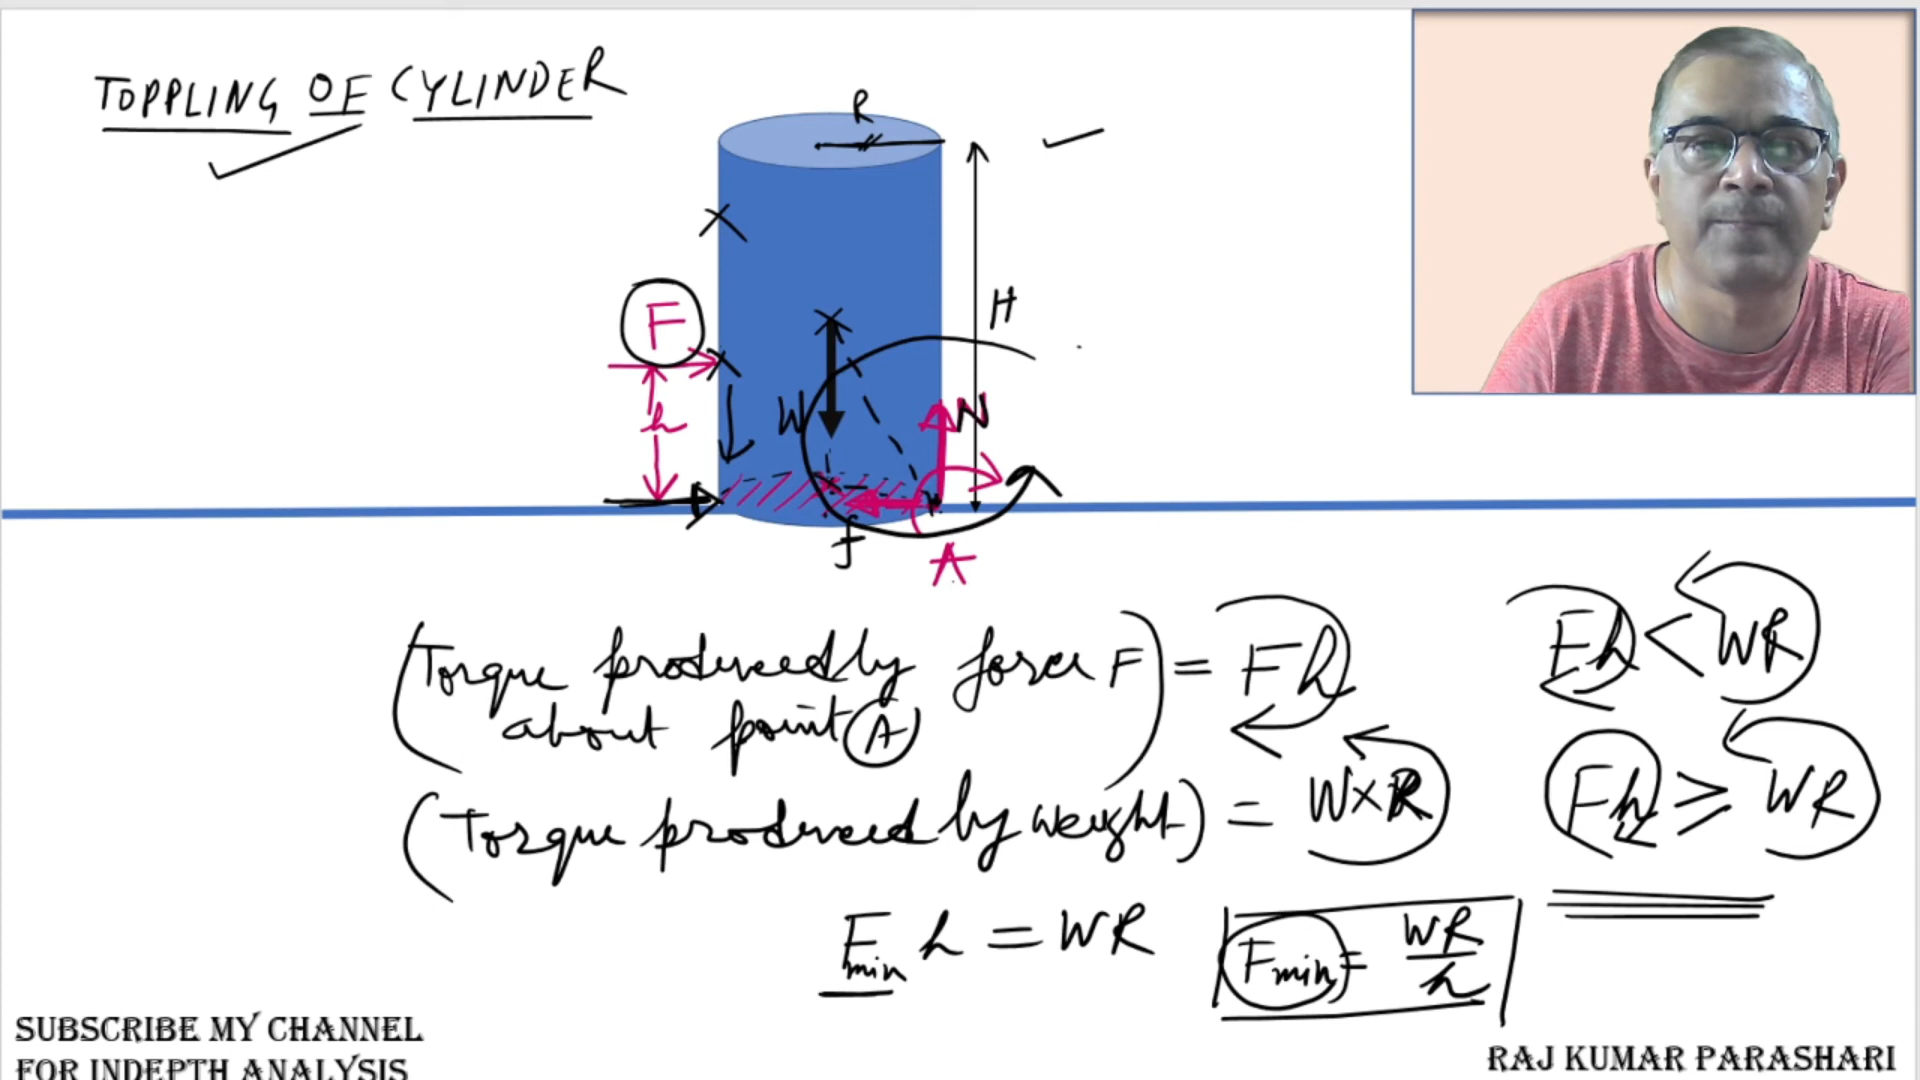 TOPPLING OF CYLINDER
R
H
F
h
W
N
f
A
(Torque produced by force F) = Fh
about point A
Fh < WR
(Torque produced by weight) = W×R
Fh ⩾ WR
Fmin h = WR
Fmin = WR/h
SUBSCRIBE MY CHANNEL
FOR INDEPTH ANALYSIS
RAJ KUMAR PARASHARI